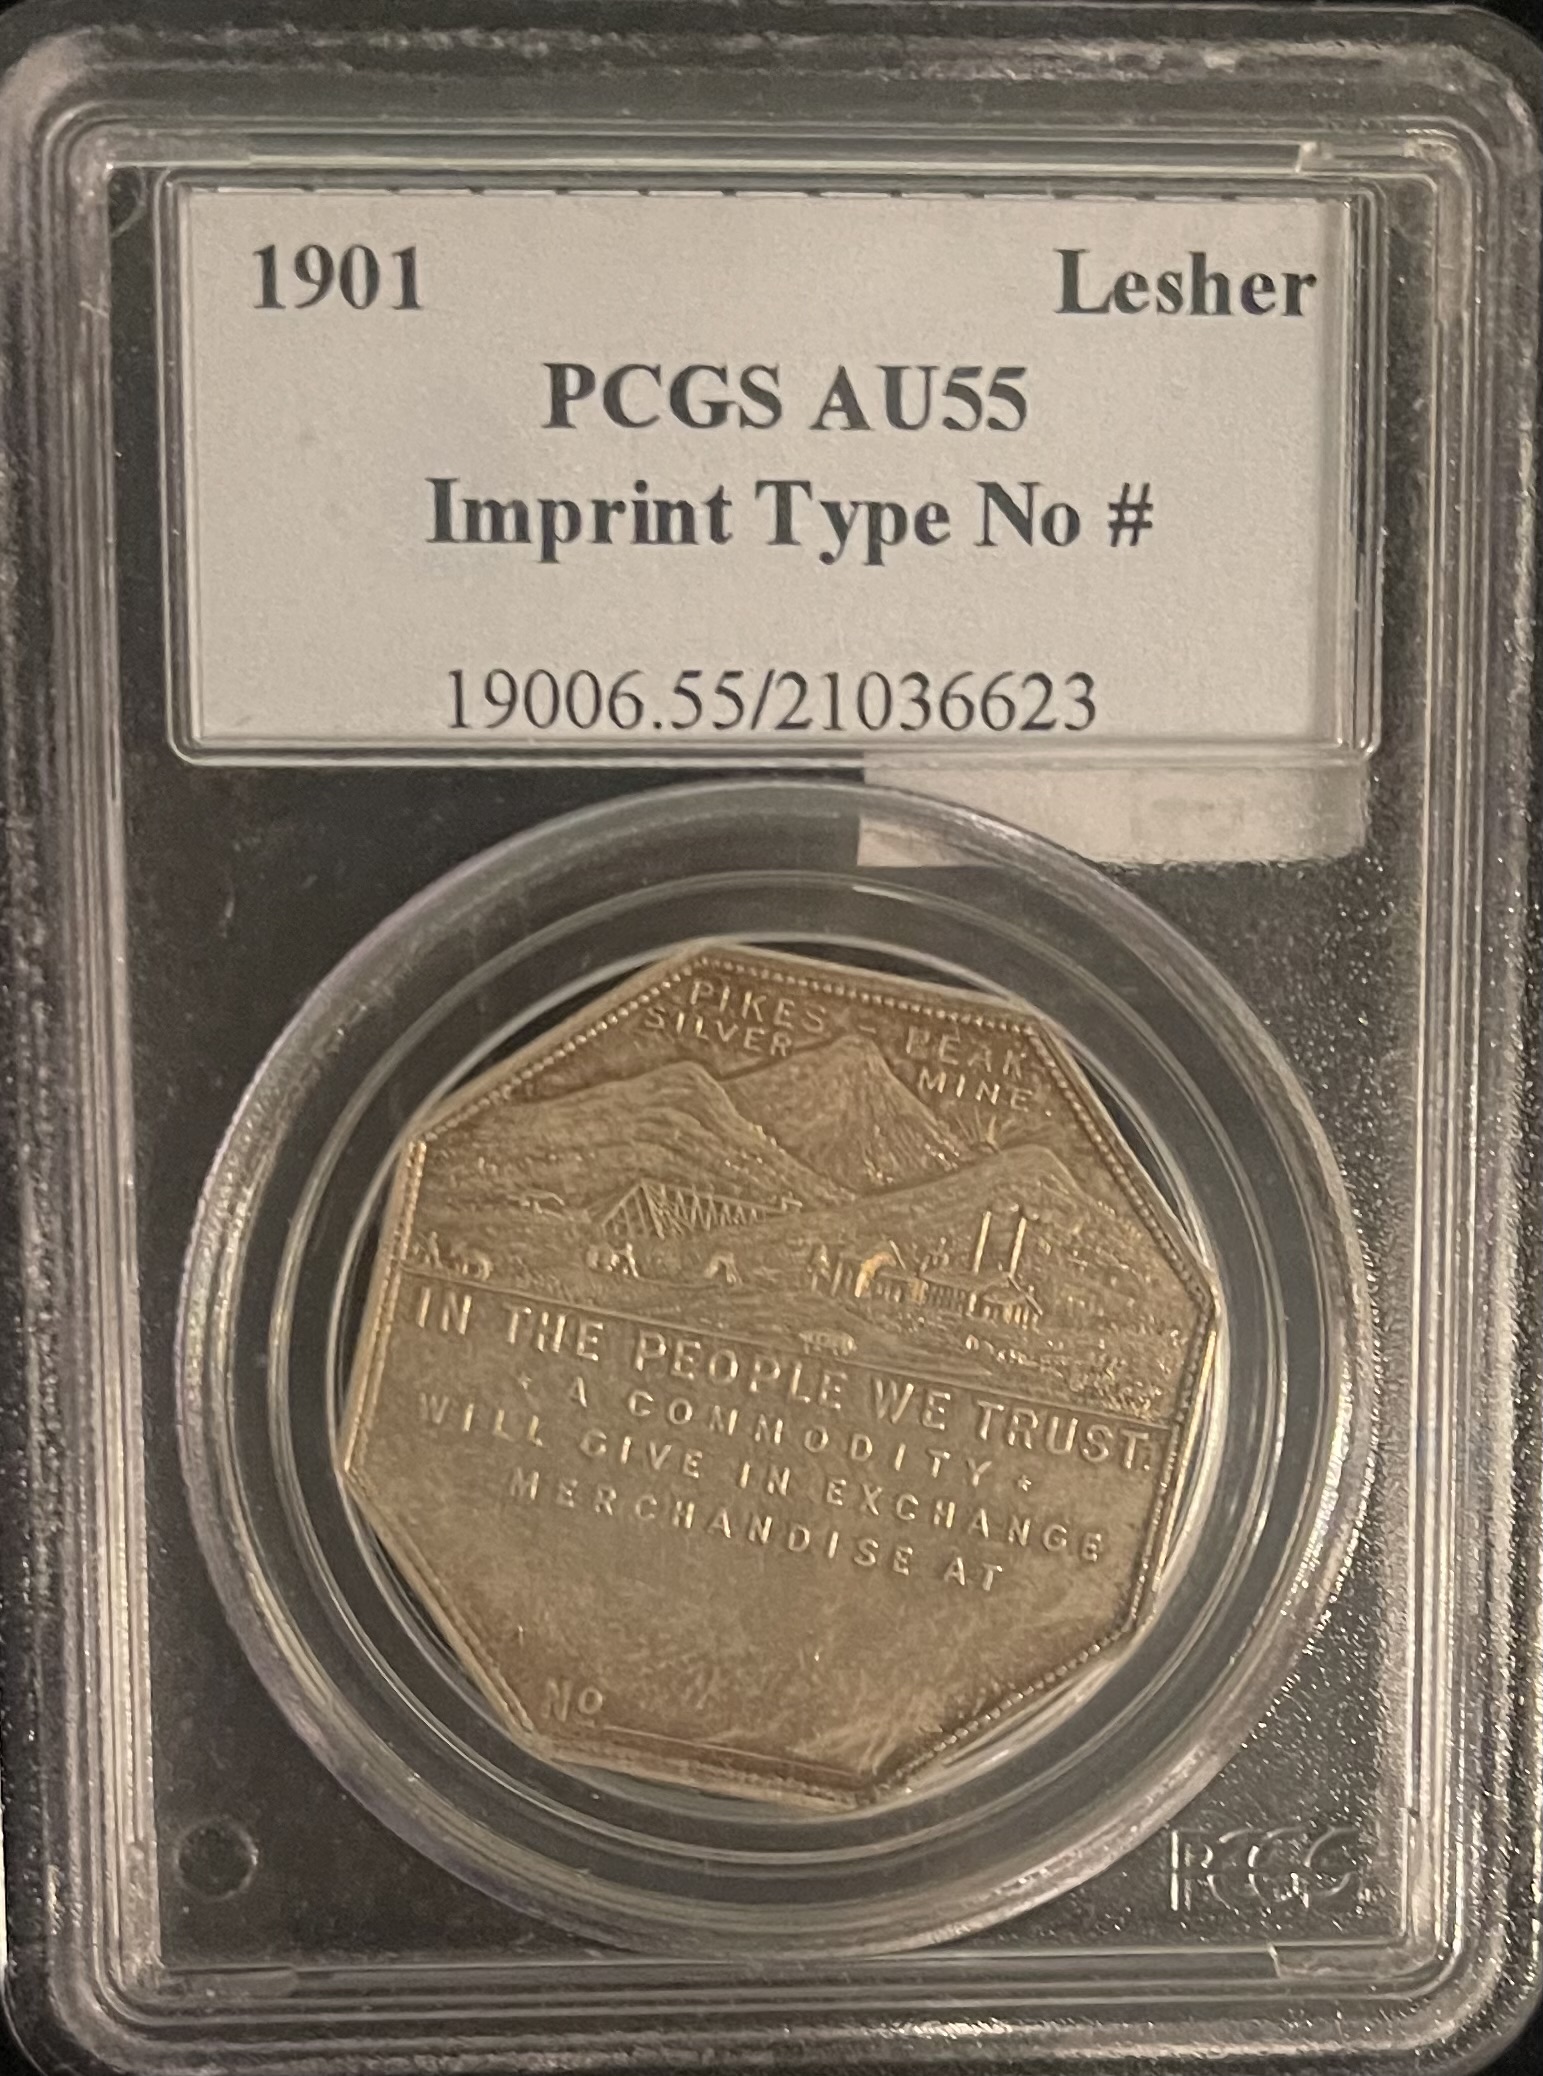 1901 Lesher
PCGS AU55
Imprint Type No #
19006.55/21036623
PIKES - PEAK
SILVER MINE.
IN THE PEOPLE WE TRUST.
A COMMODITY
WILL GIVE IN EXCHANGE
MERCHANDISE AT
No
PCGS